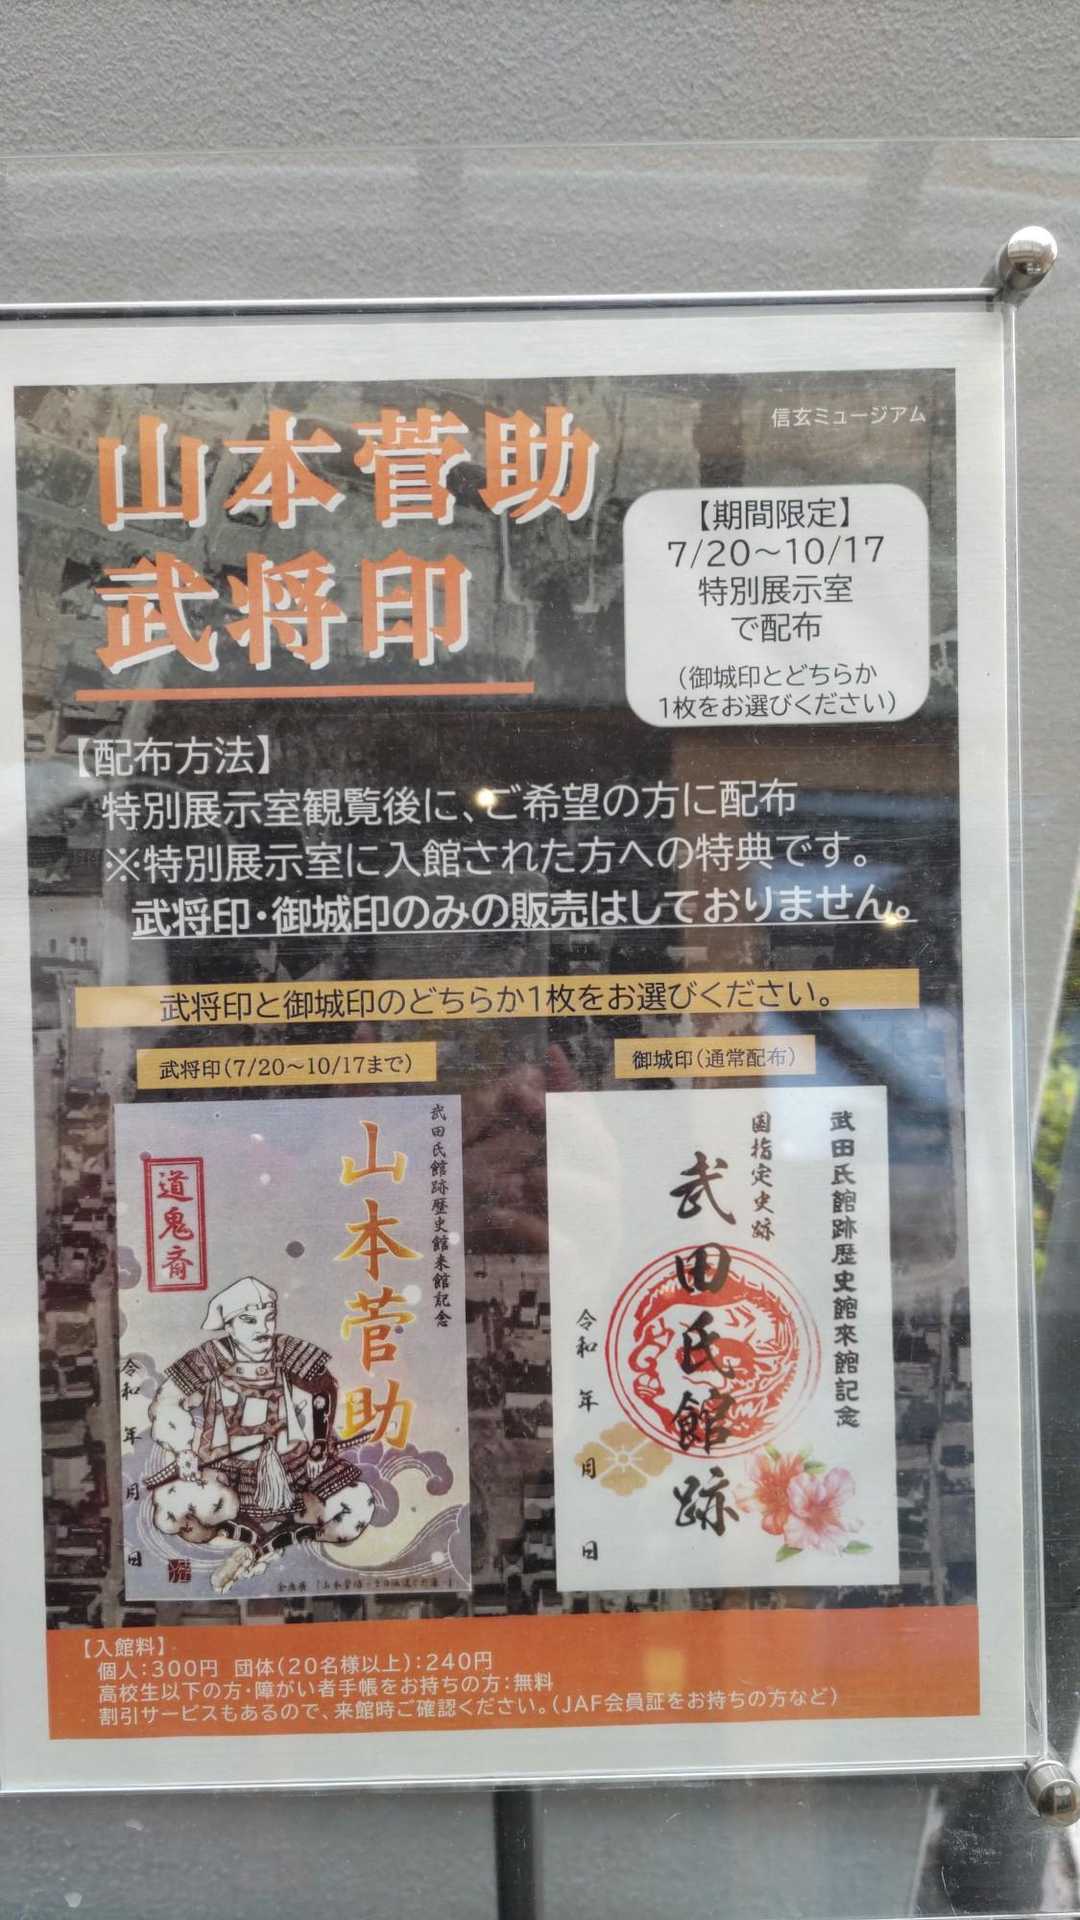 信玄ミュージアム
山本菅助
武将印
【期間限定】
7/20～10/17
特別展示室
で配布
（御城印とどちらか
1枚をお選びください）
【配布方法】
特別展示室観覧後に、ご希望の方に配布
※特別展示室に入館された方への特典です。
武将印・御城印のみの販売はしておりません。
武将印と御城印のどちらか1枚をお選びください。
武将印（7/20～10/17まで）
御城印（通常配布）
武田氏館跡歴史館来館記念
山本菅助
道鬼斎
令和 年 月 日
武田氏館跡歴史館來館記念
国指定史跡
武田氏館跡
令和 年 月 日
【入館料】
個人：300円 団体（20名様以上）：240円
高校生以下の方・障がい者手帳をお持ちの方：無料
割引サービスもあるので、来館時ご確認ください。（JAF会員証をお持ちの方など）